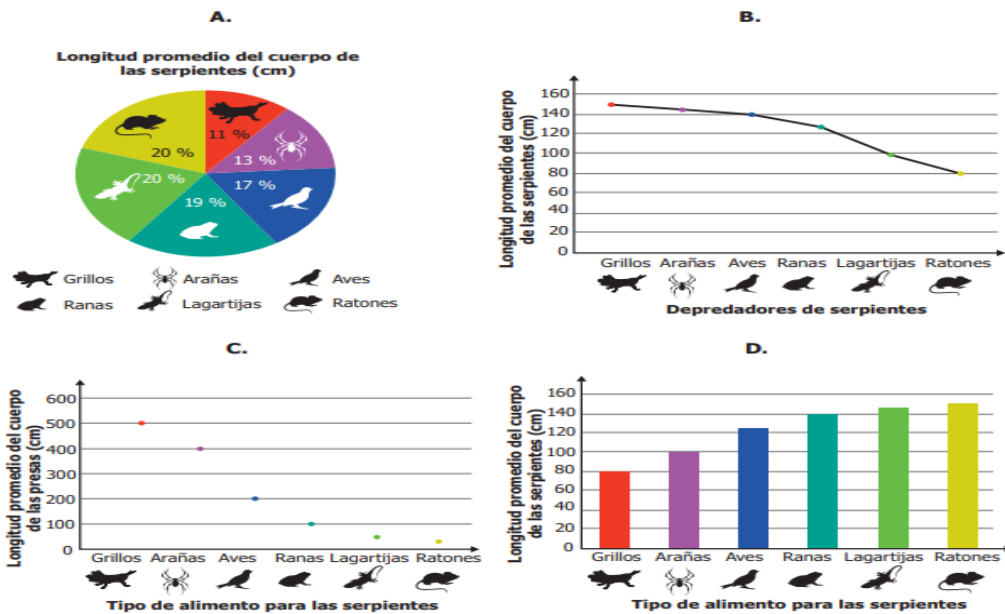 A.
Longitud promedio del cuerpo de
las serpientes (cm)
11 %
13 %
17 %
19 %
20 %
20 %
Grillos
Arañas
Aves
Ranas
Lagartijas
Ratones
B.
Longitud promedio del cuerpo
de las serpientes (cm)
160
140
120
100
80
60
40
20
0
Grillos Arañas Aves Ranas Lagartijas Ratones
Depredadores de serpientes
C.
Longitud promedio del cuerpo
de las presas (cm)
600
500
400
300
200
100
0
Grillos Arañas Aves Ranas Lagartijas Ratones
Tipo de alimento para las serpientes
D.
Longitud promedio del cuerpo
de las serpientes (cm)
160
140
120
100
80
60
40
20
0
Grillos Arañas Aves Ranas Lagartijas Ratones
Tipo de alimento para las serpientes